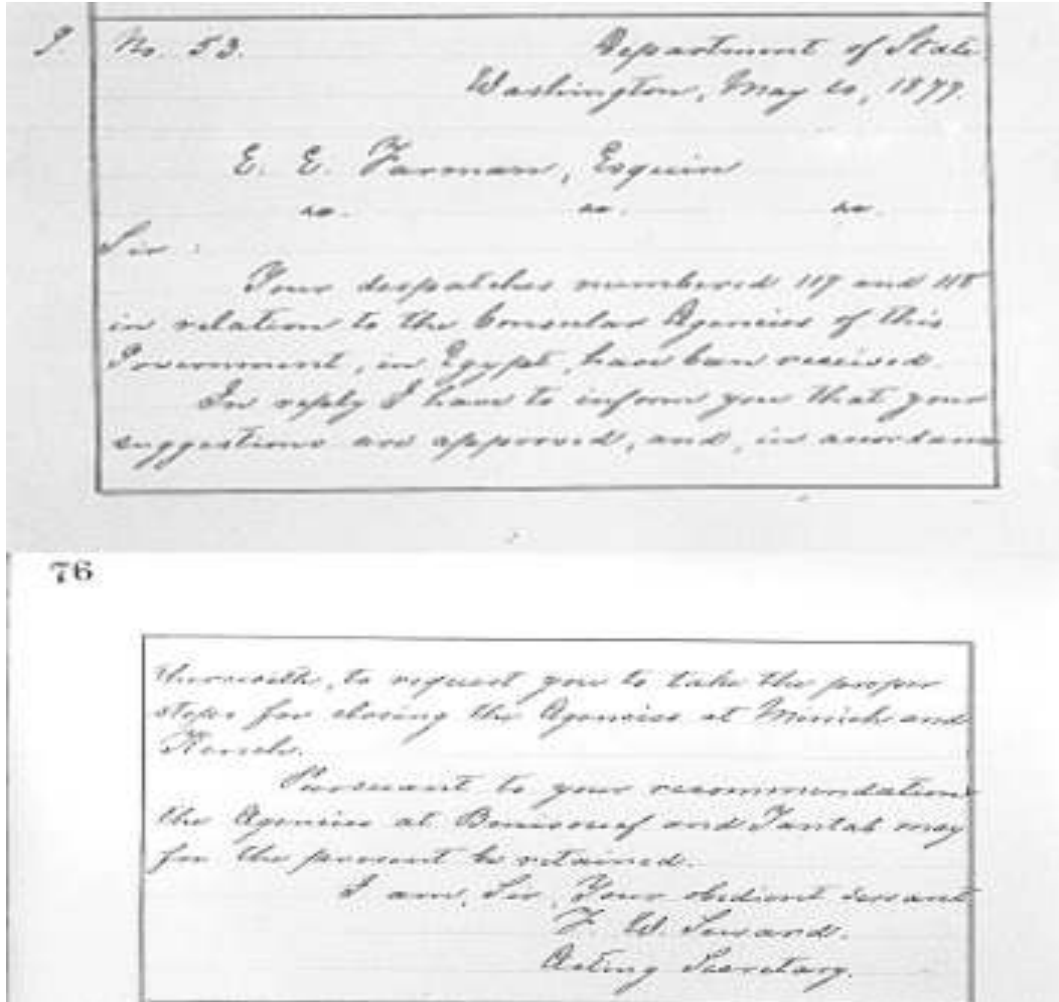 No. 53. Department of State
Washington, May 10, 1877.
E. E. Farman, Esquire
&c. &c. &c.
Sir:
Your despatches numbered 117 and 118
in relation to the Consular Agencies of this
Government, in Egypt, have been received.
In reply I have to inform you that your
suggestions are approved, and, in accordance
76
therewith, to request you to take the proper
steps for closing the Agencies at Minieh and
Keneh.
Pursuant to your recommendation
the Agencies at Benisouef and Tantah may
for the present be retained.
I am, Sir, Your obedient servant
F. W. Seward.
Acting Secretary.